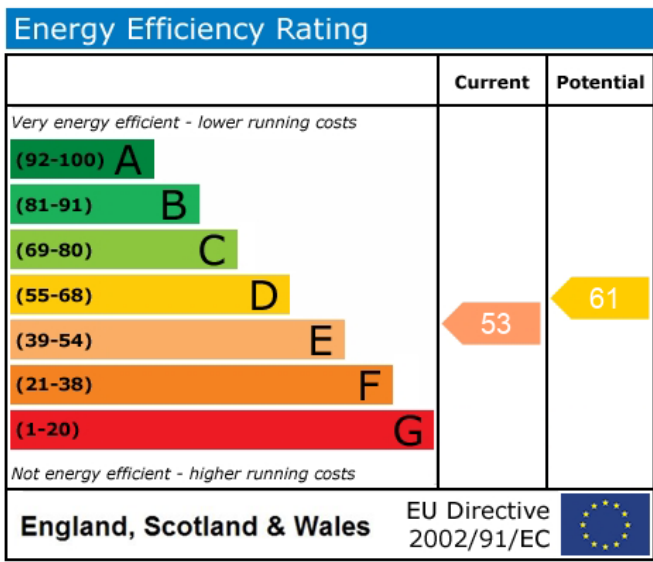 Energy Efficiency Rating
Current Potential
Very energy efficient - lower running costs
(92-100) A
(81-91) B
(69-80) C
(55-68) D
61
53
(39-54) E
(21-38) F
(1-20) G
Not energy efficient - higher running costs
England, Scotland & Wales
EU Directive
2002/91/EC